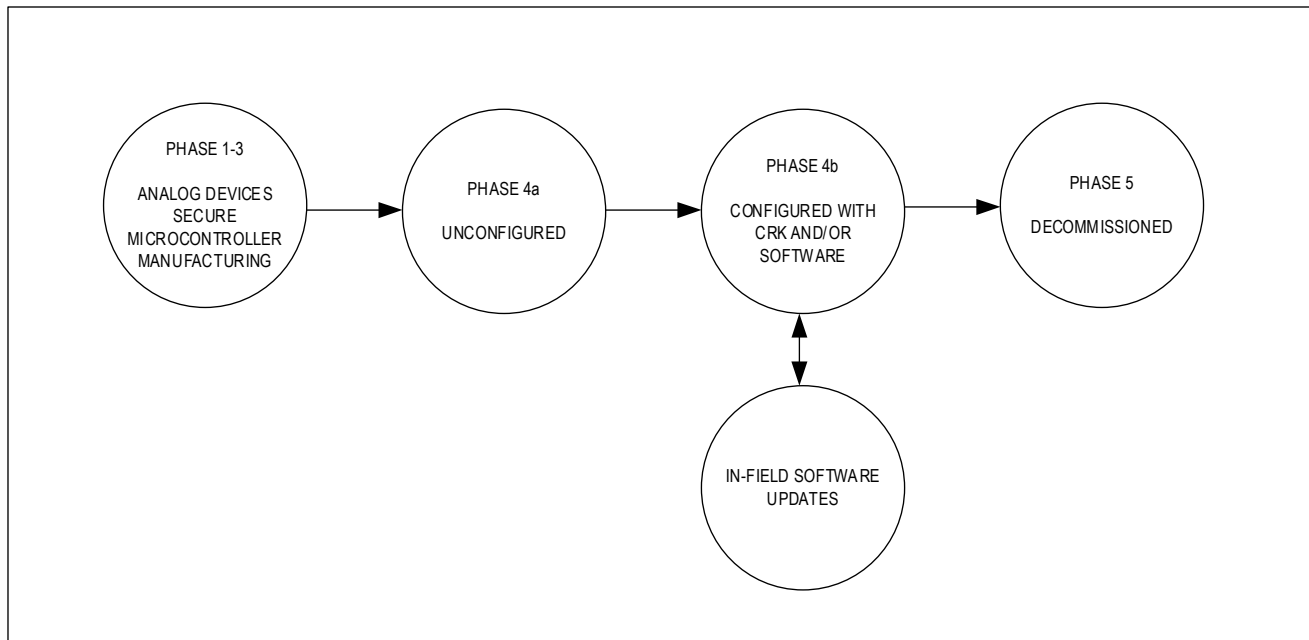 PHASE 1-3
ANALOG DEVICES
SECURE
MICROCONTROLLER
MANUFACTURING
PHASE 4a
UNCONFIGURED
PHASE 4b
CONFIGURED WITH
CRK AND/OR
SOFTWARE
PHASE 5
DECOMMISSIONED
IN-FIELD SOFTWARE
UPDATES